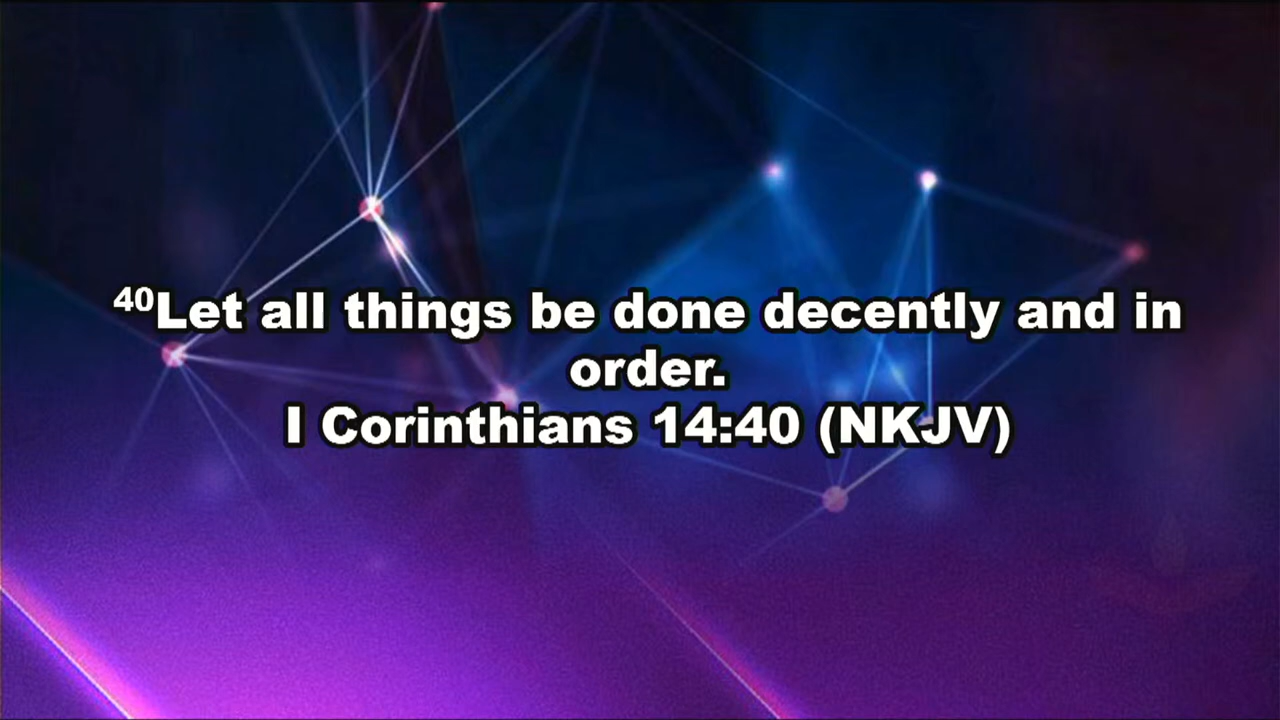 ⁴⁰Let all things be done decently and in
order.
I Corinthians 14:40 (NKJV)